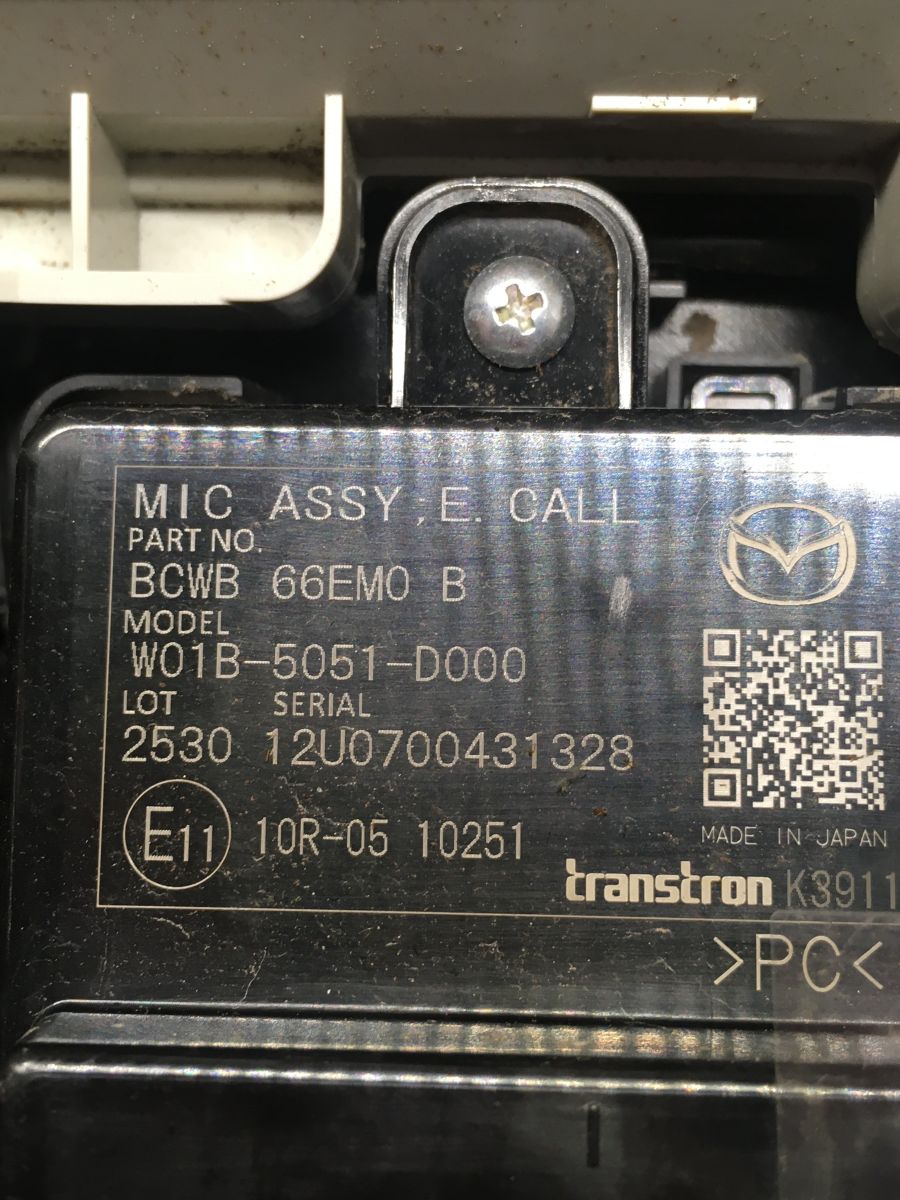 MIC ASSY, E. CALL
PART NO.
BCWB 66EM0 B
MODEL
W01B-5051-D000
LOT SERIAL
2530 12U0700431328
E11 10R-05 10251
MADE IN JAPAN
transtron K3911
>PC<